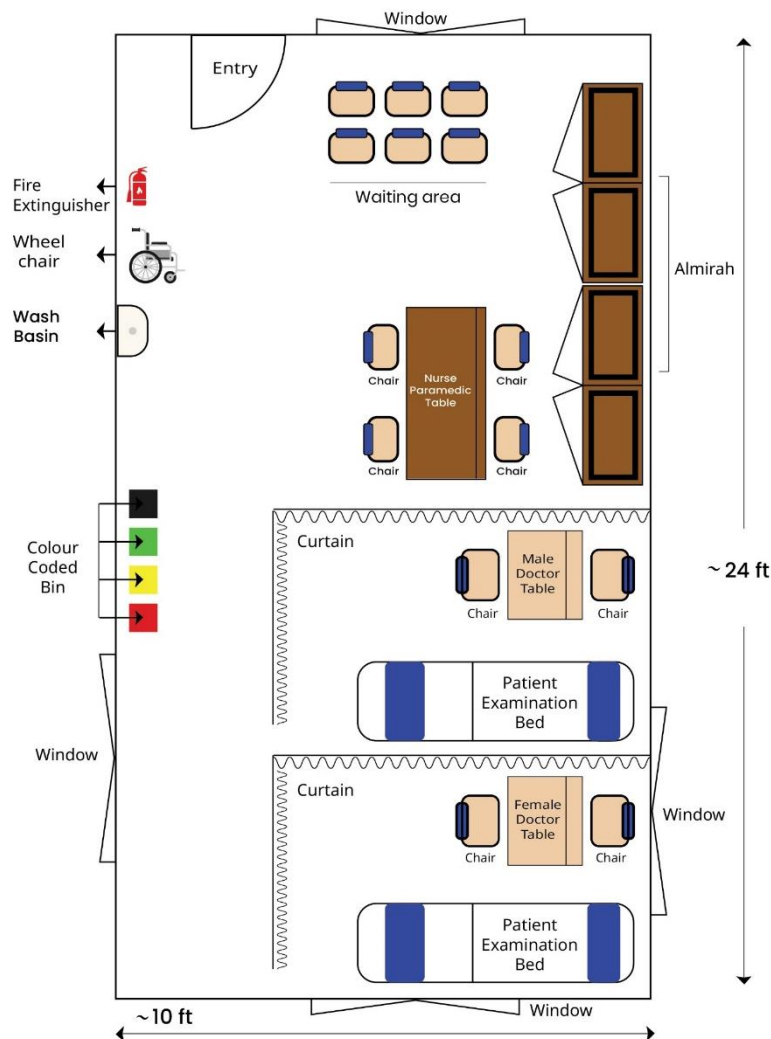 Window
Entry
Waiting area
Fire
Extinguisher
Wheel
chair
Wash
Basin
Almirah
Chair
Chair
Nurse
Paramedic
Table
Chair
Chair
Colour
Coded
Bin
Curtain
Male
Doctor
Table
Chair
Chair
~ 24 ft
Patient
Examination
Bed
Window
Curtain
Female
Doctor
Table
Chair
Chair
Window
Patient
Examination
Bed
~10 ft
Window